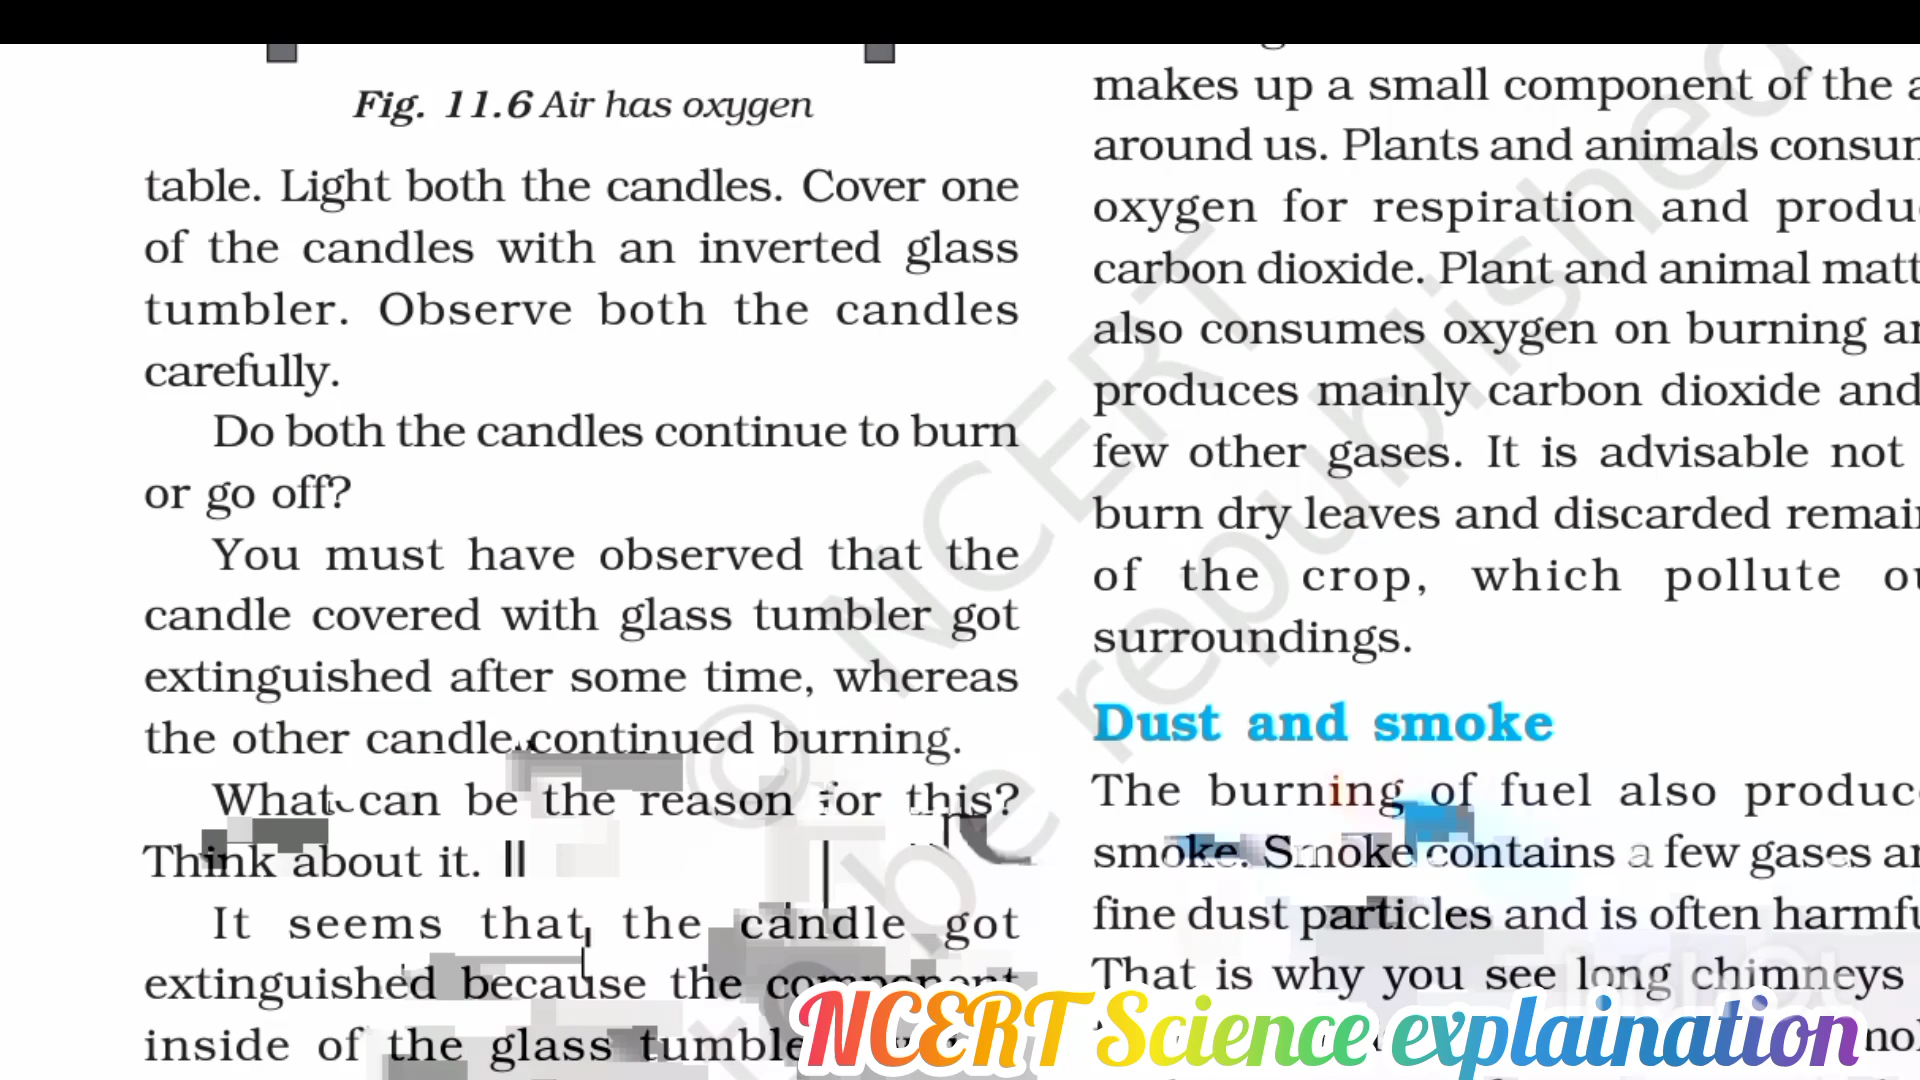 Fig. 11.6 Air has oxygen
table. Light both the candles. Cover one
of the candles with an inverted glass
tumbler. Observe both the candles
carefully.
Do both the candles continue to burn
or go off?
You must have observed that the
candle covered with glass tumbler got
extinguished after some time, whereas
the other candle continued burning.
What can be the reason for this?
Think about it.
It seems that the candle got
extinguished because the component
inside of the glass
makes up a small component of the
around us. Plants and animals
oxygen for respiration and
carbon dioxide. Plant and animal
also consumes oxygen on burning
produces mainly carbon dioxide and
few other gases. It is advisable not
burn dry leaves and discarded
of the crop, which pollute
surroundings.
Dust and smoke
The burning of fuel also
smoke. Smoke contains a few gases
fine dust particles and is often
That is why you see long chimneys
NCERT Science explaination
© NCERT
be republished